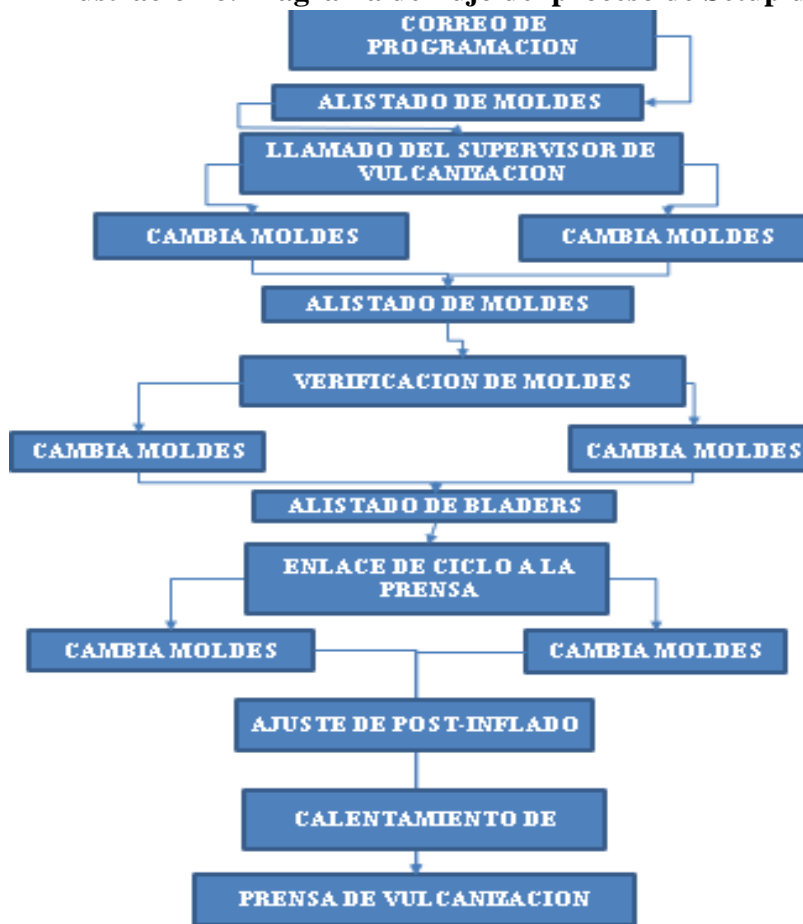 CORREO DE
PROGRAMACION
ALISTADO DE MOLDES
LLAMADO DEL SUPERVISOR DE
VULCANIZACION
CAMBIA MOLDES
CAMBIA MOLDES
ALISTADO DE MOLDES
VERIFICACION DE MOLDES
CAMBIA MOLDES
CAMBIA MOLDES
ALISTADO DE BLADERS
ENLACE DE CICLO A LA
PRENSA
CAMBIA MOLDES
CAMBIA MOLDES
AJUSTE DE POST-INFLADO
CALENTAMIENTO DE
PRENSA DE VULCANIZACION